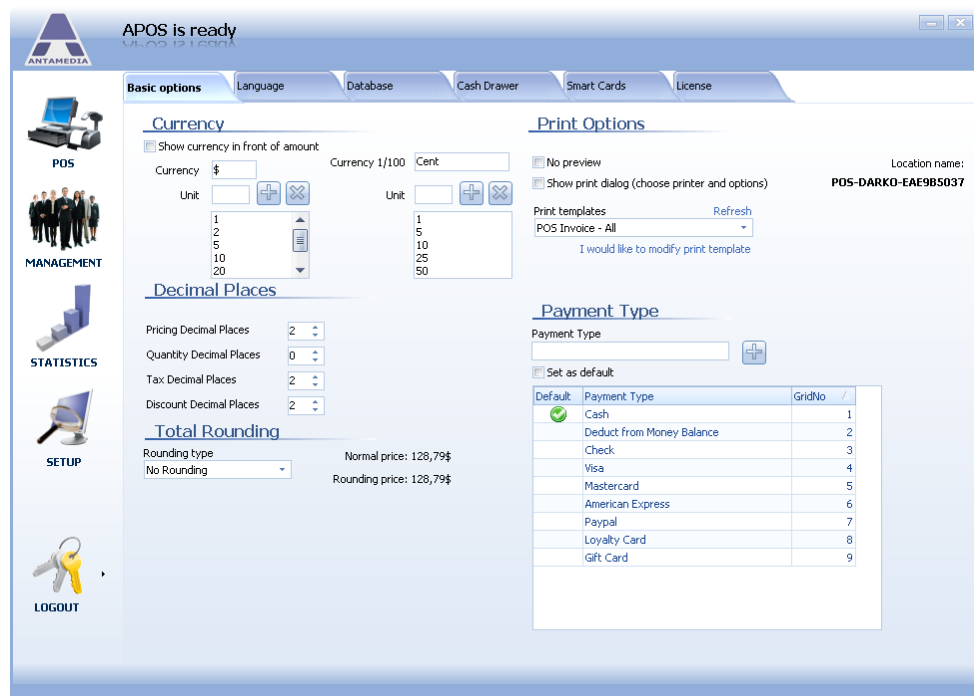 APOS is ready
ANTAMEDIA
Basic options
Language
Database
Cash Drawer
Smart Cards
License
POS
MANAGEMENT
STATISTICS
SETUP
LOGOUT
Currency
Show currency in front of amount
Currency $
Currency 1/100 Cent
Unit
1
2
5
10
20
Unit
1
5
10
25
50
Decimal Places
Pricing Decimal Places 2
Quantity Decimal Places 0
Tax Decimal Places 2
Discount Decimal Places 2
Total Rounding
Rounding type
No Rounding
Normal price: 128,79$
Rounding price: 128,79$
Print Options
No preview
Show print dialog (choose printer and options)
Location name:
POS-DARKO-EAE9B5037
Print templates Refresh
POS Invoice - All
I would like to modify print template
Payment Type
Payment Type
Set as default
Default Payment Type GridNo
Cash 1
Deduct from Money Balance 2
Check 3
Visa 4
Mastercard 5
American Express 6
Paypal 7
Loyalty Card 8
Gift Card 9